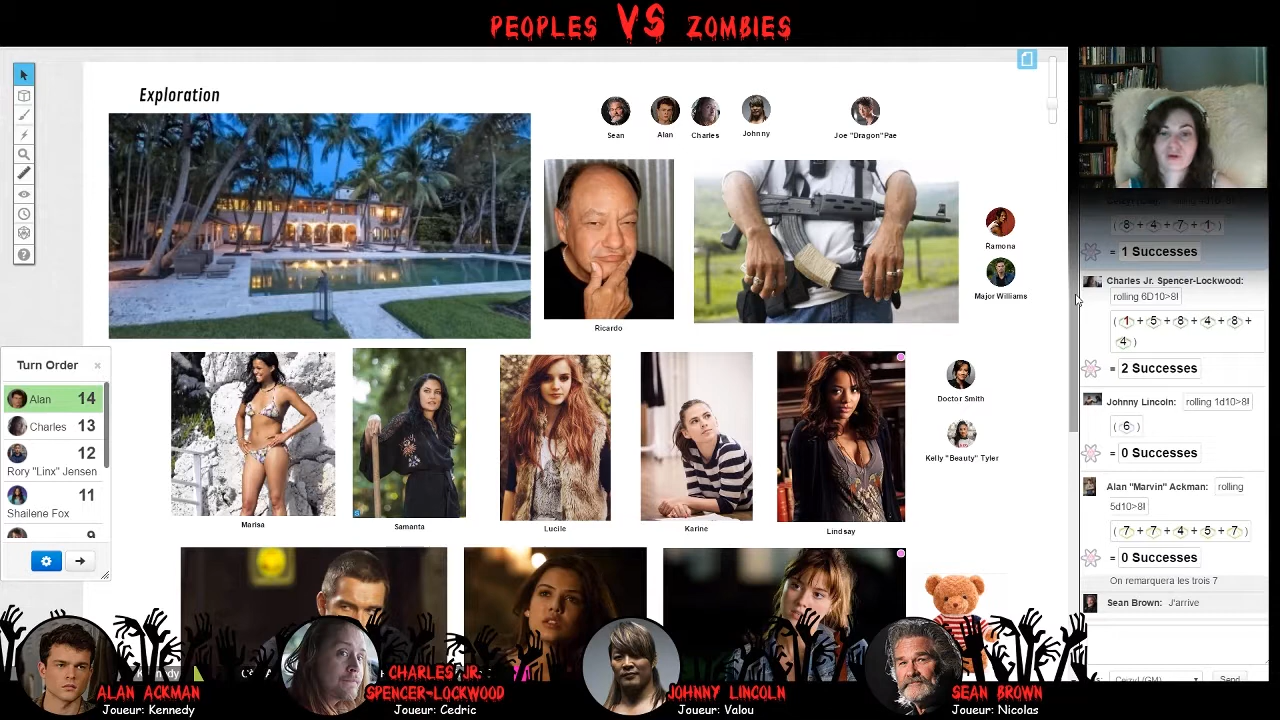 PEOPLES VS ZOMBIES
Exploration
Sean
Alan
Charles
Johnny
Joe "Dragon"Pae
Ricardo
Ramona
Major Williams
Marisa
Samanta
Lucile
Karine
Lindsay
Doctor Smith
Kelly "Beauty" Tyler
Turn Order ×
Alan 14
Charles 13
12
Rory "Linx" Jensen
11
Shailene Fox
9
( 8 + 4 + 7 + 1 )
= 1 Successes
Charles Jr. Spencer-Lockwood:
rolling 6D10>8!
( 1 + 5 + 8 + 4 + 8 +
4 )
= 2 Successes
Johnny Lincoln: rolling 1d10>8!
( 6 )
= 0 Successes
Alan "Marvin" Ackman: rolling
5d10>8!
( 7 + 7 + 4 + 5 + 7 )
= 0 Successes
On remarquera les trois 7
Sean Brown: J'arrive
Send
ALAN ACKMAN
Joueur: Kennedy
CHARLES JR.
SPENCER-LOCKWOOD
Joueur: Cedric
JOHNNY LINCOLN
Joueur: Valou
SEAN BROWN
Joueur: Nicolas